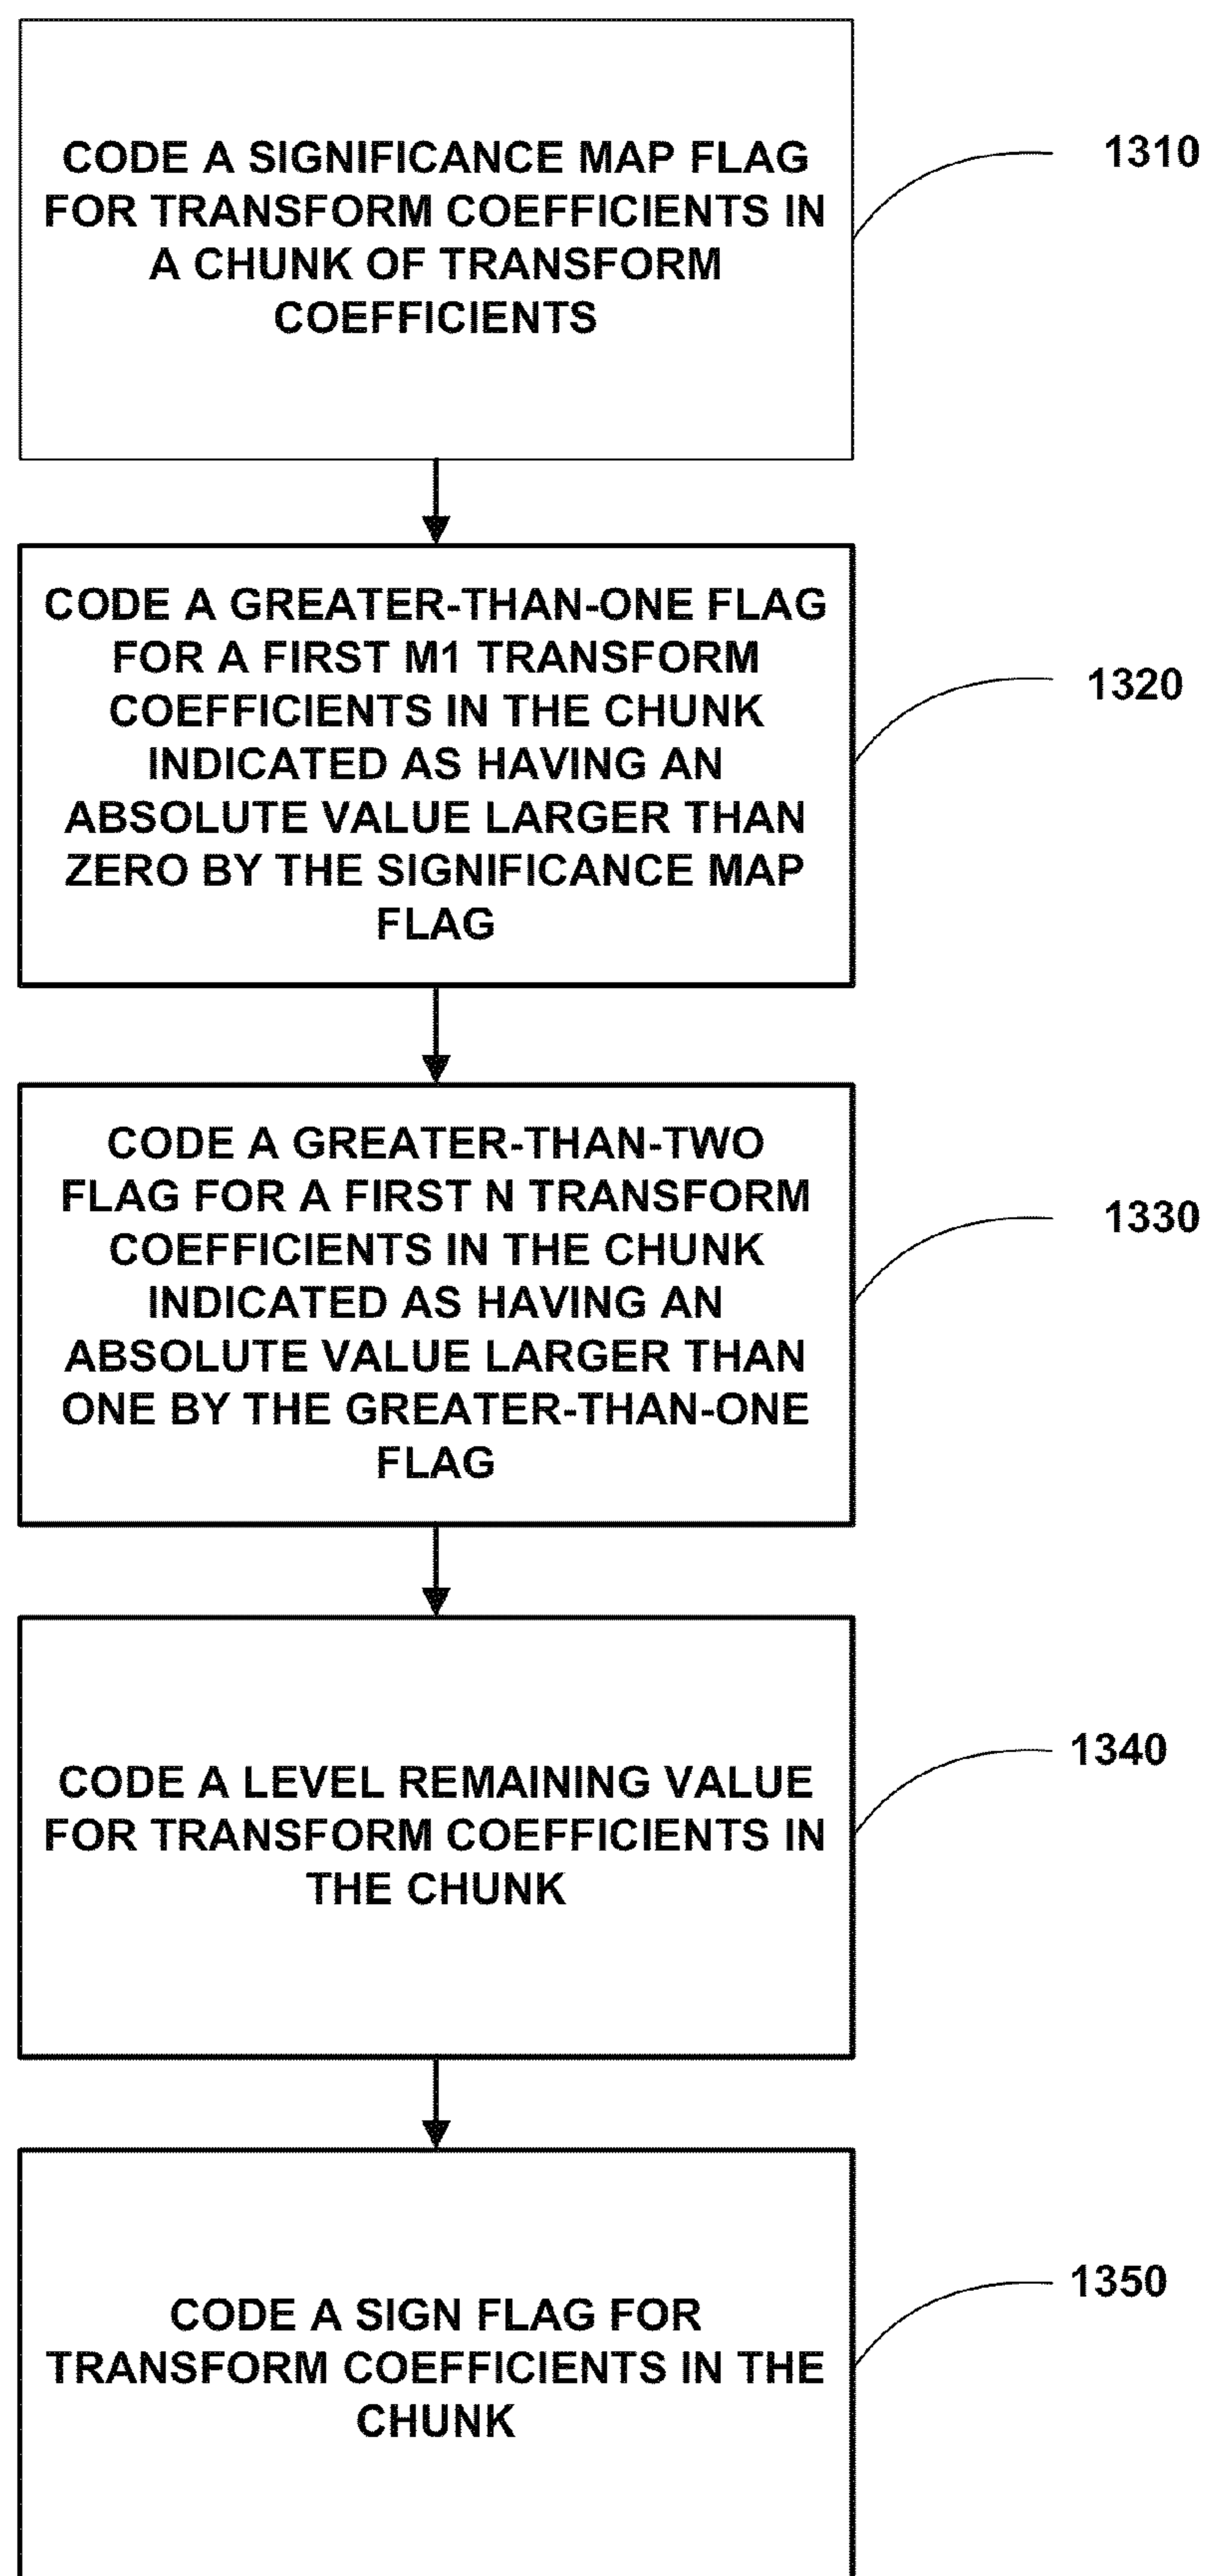 CODE A SIGNIFICANCE MAP FLAG
FOR TRANSFORM COEFFICIENTS IN
A CHUNK OF TRANSFORM
COEFFICIENTS
1310
CODE A GREATER-THAN-ONE FLAG
FOR A FIRST M1 TRANSFORM
COEFFICIENTS IN THE CHUNK
INDICATED AS HAVING AN
ABSOLUTE VALUE LARGER THAN
ZERO BY THE SIGNIFICANCE MAP
FLAG
1320
CODE A GREATER-THAN-TWO
FLAG FOR A FIRST N TRANSFORM
COEFFICIENTS IN THE CHUNK
INDICATED AS HAVING AN
ABSOLUTE VALUE LARGER THAN
ONE BY THE GREATER-THAN-ONE
FLAG
1330
CODE A LEVEL REMAINING VALUE
FOR TRANSFORM COEFFICIENTS IN
THE CHUNK
1340
CODE A SIGN FLAG FOR
TRANSFORM COEFFICIENTS IN THE
CHUNK
1350